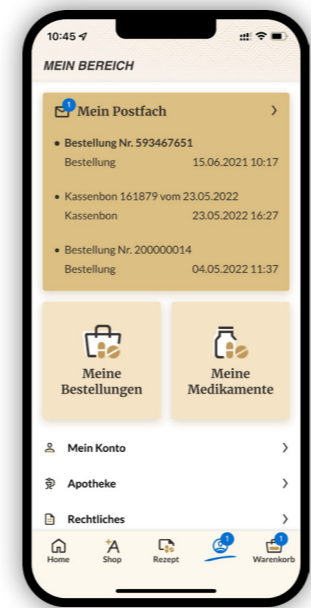 10:45
MEIN BEREICH
1
Mein Postfach
• Bestellung Nr. 593467651
Bestellung 15.06.2021 10:17
• Kassenbon 161879 vom 23.05.2022
Kassenbon 23.05.2022 16:27
• Bestellung Nr. 200000014
Bestellung 04.05.2022 11:37
Meine
Bestellungen
Meine
Medikamente
Mein Konto
Apotheke
Rechtliches
A
1
1
Home Shop Rezept Warenkorb